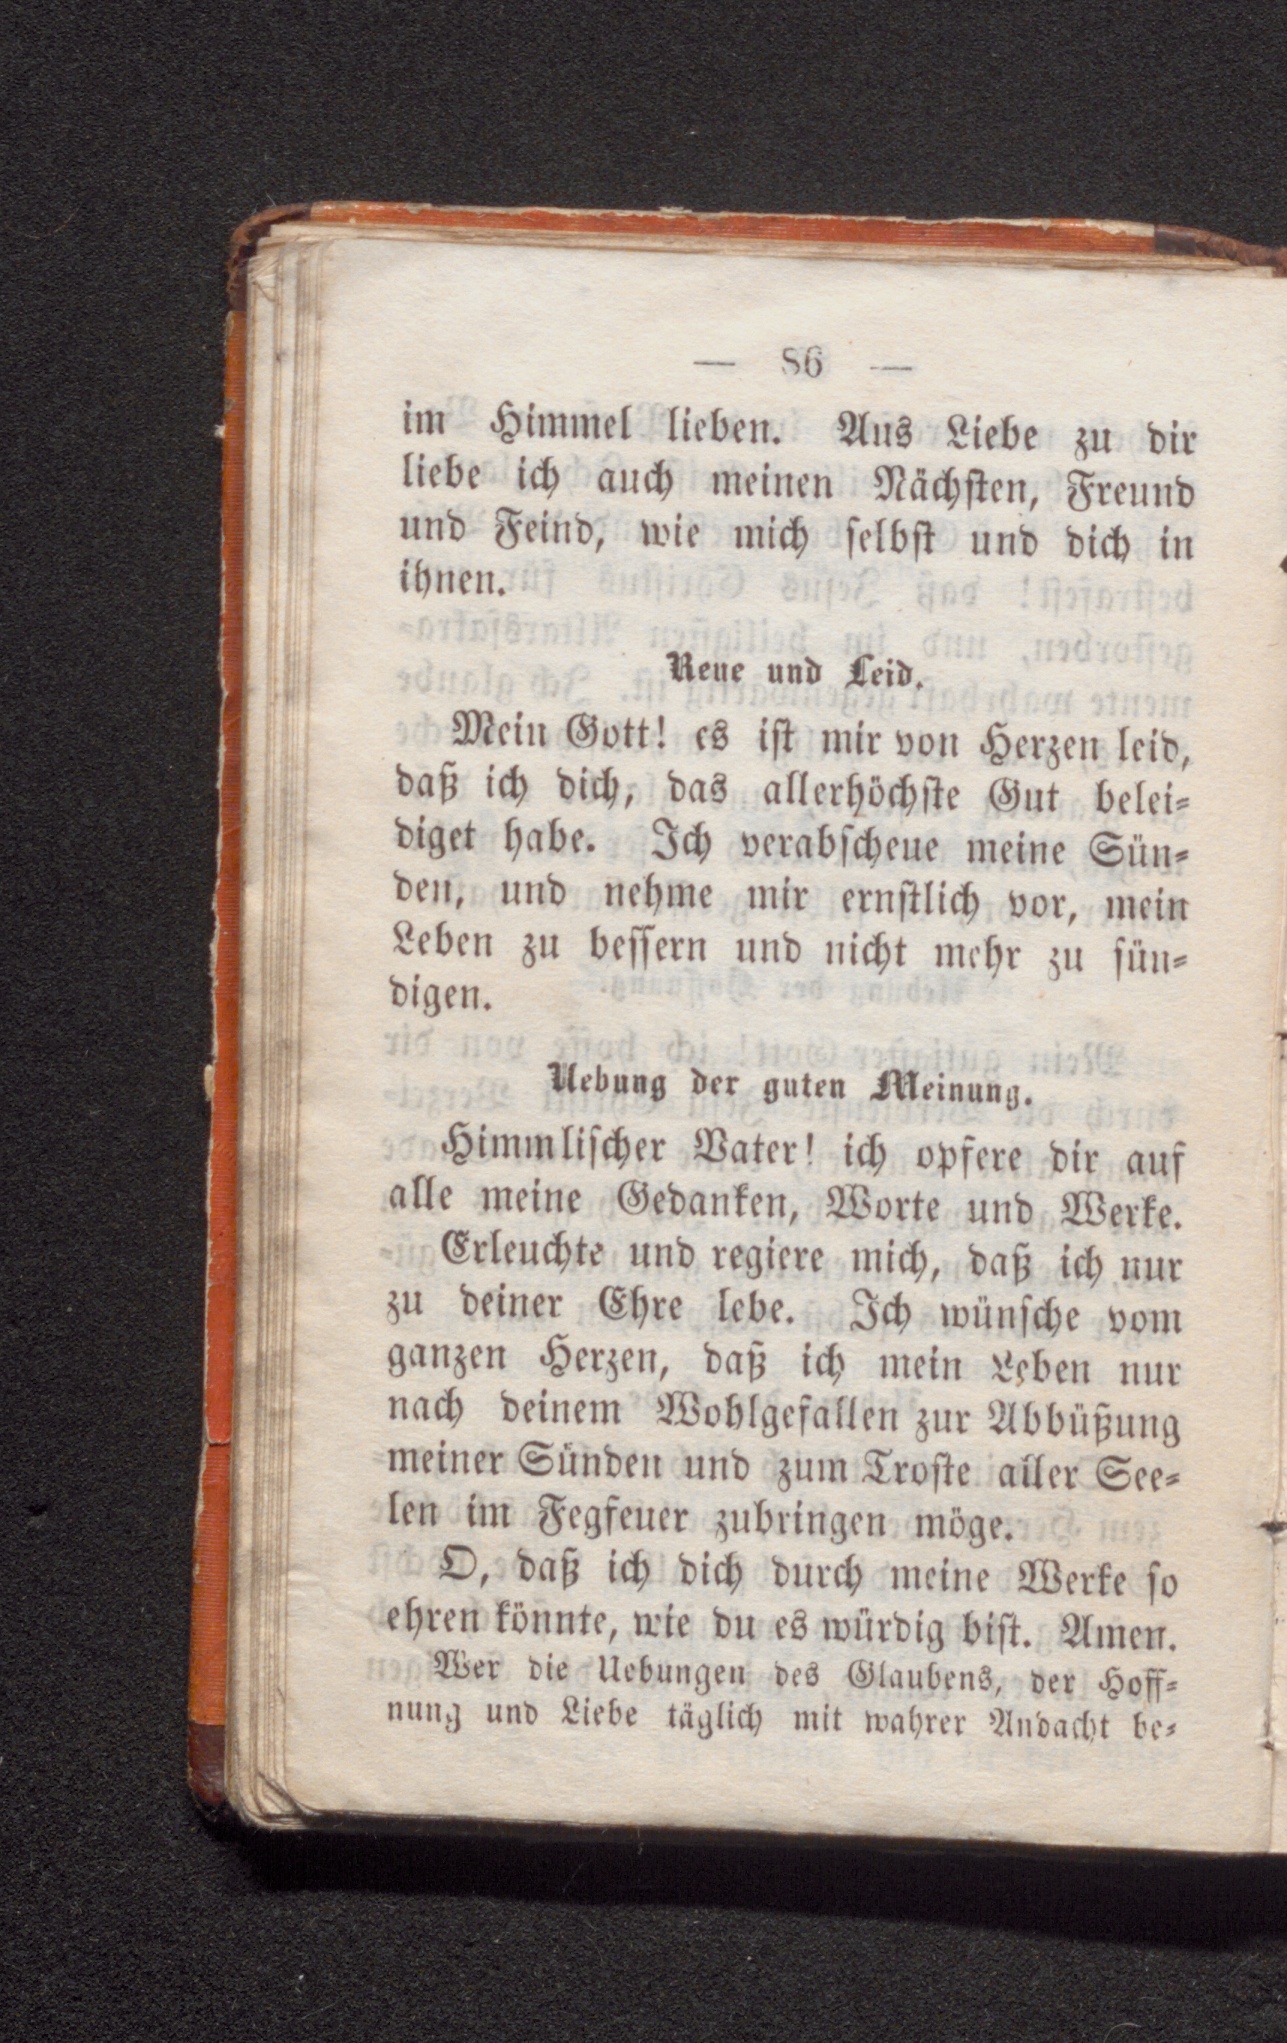 — 86 —
im Himmel lieben. Aus Liebe zu dir
liebe ich auch meinen Nächsten, Freund
und Feind, wie mich selbst und dich in
ihnen.
Reue und Leid.
Mein Gott! es ist mir von Herzen leid,
daß ich dich, das allerhöchste Gut belei-
diget habe. Ich verabscheue meine Sün-
den, und nehme mir ernstlich vor, mein
Leben zu bessern und nicht mehr zu sün-
digen.
Uebung der guten Meinung.
Himmlischer Vater! ich opfere dir auf
alle meine Gedanken, Worte und Werke.
Erleuchte und regiere mich, daß ich nur
zu deiner Ehre lebe. Ich wünsche vom
ganzen Herzen, daß ich mein Leben nur
nach deinem Wohlgefallen zur Abbüßung
meiner Sünden und zum Troste aller See-
len im Fegfeuer zubringen möge.
O, daß ich dich durch meine Werke so
ehren könnte, wie du es würdig bist. Amen.
Wer die Uebungen des Glaubens, der Hoff-
nung und Liebe täglich mit wahrer Andacht be-